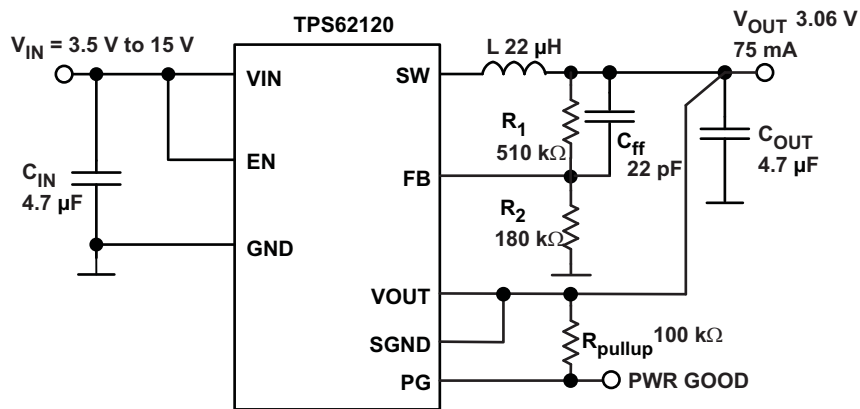 TPS62120
V_IN = 3.5 V to 15 V
V_OUT 3.06 V
75 mA
L 22 µH
VIN
SW
R_1
510 kΩ
C_ff
22 pF
C_OUT
4.7 µF
EN
C_IN
4.7 µF
FB
R_2
180 kΩ
GND
VOUT
SGND
R_pullup 100 kΩ
PG
PWR GOOD